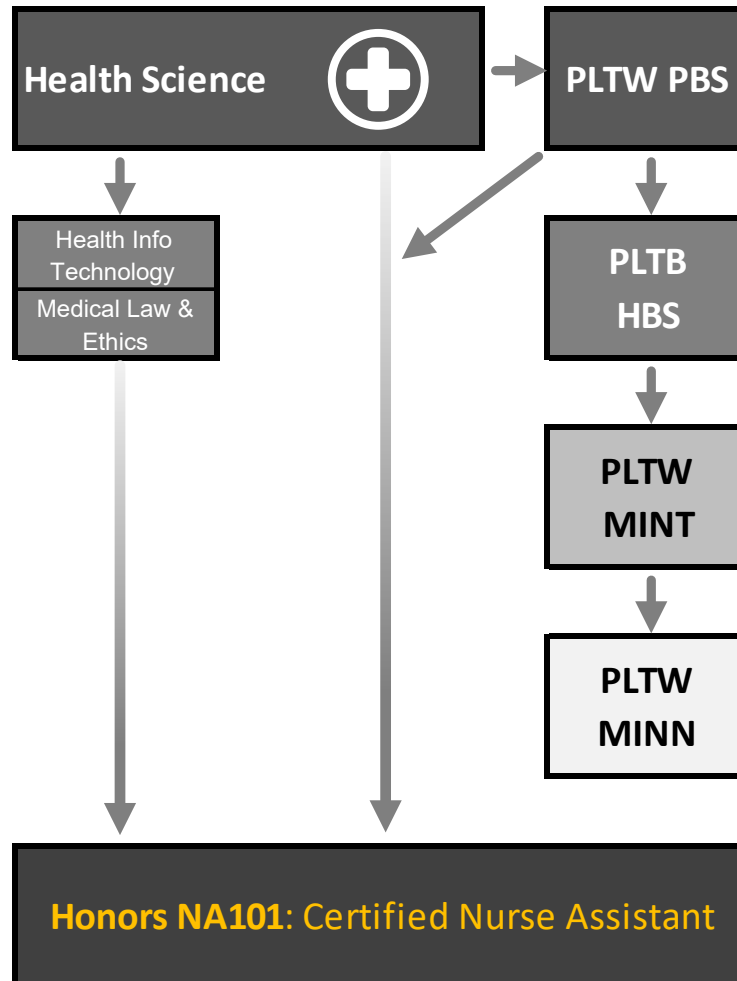 Health Science
PLTW PBS
Health Info
Technology
Medical Law &
Ethics
PLTB
HBS
PLTW
MINT
PLTW
MINN
Honors NA101: Certified Nurse Assistant